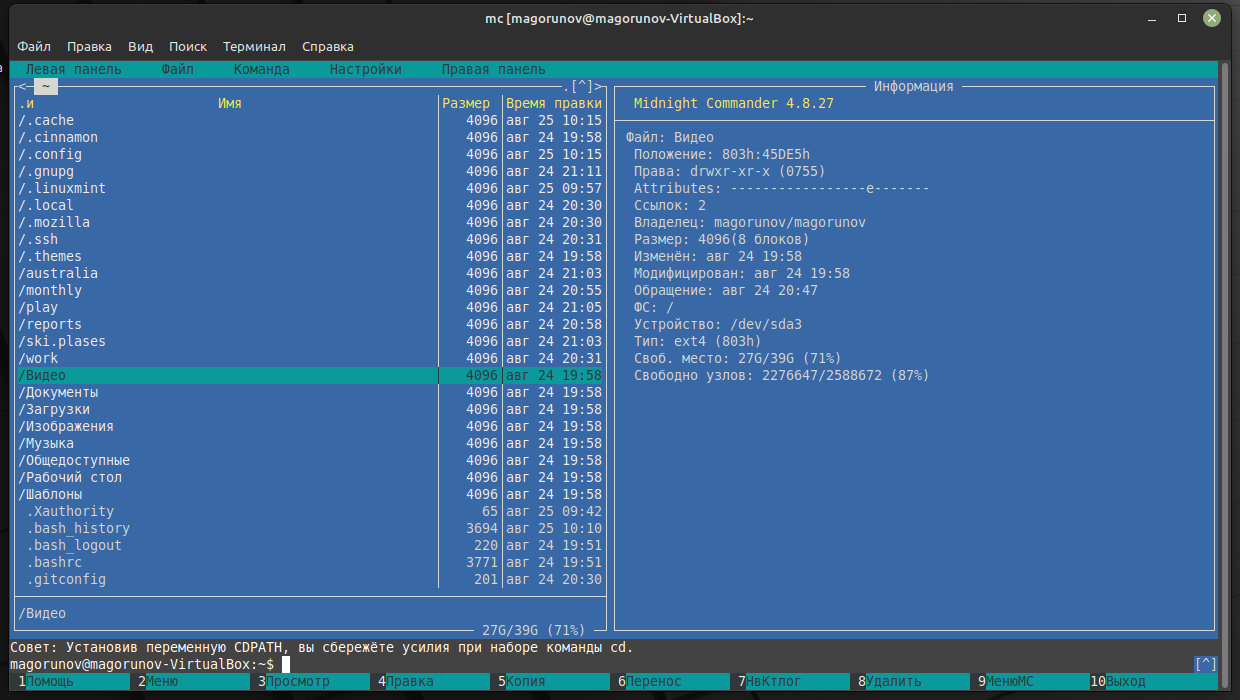 mc [magorunov@magorunov-VirtualBox]:~
Файл Правка Вид Поиск Терминал Справка
Левая панель Файл Команда Настройки Правая панель
<─ ~ .[^]>
.и Имя Размер Время правки
/.cache 4096 авг 25 10:15
/.cinnamon 4096 авг 24 19:58
/.config 4096 авг 25 10:15
/.gnupg 4096 авг 24 21:11
/.linuxmint 4096 авг 25 09:57
/.local 4096 авг 24 20:30
/.mozilla 4096 авг 24 20:30
/.ssh 4096 авг 24 20:31
/.themes 4096 авг 24 19:58
/australia 4096 авг 24 21:03
/monthly 4096 авг 24 20:55
/play 4096 авг 24 21:05
/reports 4096 авг 24 20:58
/ski.plases 4096 авг 24 21:03
/work 4096 авг 24 20:31
/Видео 4096 авг 24 19:58
/Документы 4096 авг 24 19:58
/Загрузки 4096 авг 24 19:58
/Изображения 4096 авг 24 19:58
/Музыка 4096 авг 24 19:58
/Общедоступные 4096 авг 24 19:58
/Рабочий стол 4096 авг 24 19:58
/Шаблоны 4096 авг 24 19:58
.Xauthority 65 авг 25 09:42
.bash_history 3694 авг 25 10:10
.bash_logout 220 авг 24 19:51
.bashrc 3771 авг 24 19:51
.gitconfig 201 авг 24 20:30
/Видео
27G/39G (71%)
Информация
Midnight Commander 4.8.27
Файл: Видео
Положение: 803h:45DE5h
Права: drwxr-xr-x (0755)
Attributes: -----------------e-------
Ссылок: 2
Владелец: magorunov/magorunov
Размер: 4096(8 блоков)
Изменён: авг 24 19:58
Модифицирован: авг 24 19:58
Обращение: авг 24 20:47
ФС: /
Устройство: /dev/sda3
Тип: ext4 (803h)
Своб. место: 27G/39G (71%)
Свободно узлов: 2276647/2588672 (87%)
Совет: Установив переменную CDPATH, вы сбережёте усилия при наборе команды cd.
magorunov@magorunov-VirtualBox:~$ [^]
1Помощь 2Меню 3Просмотр 4Правка 5Копия 6Перенос 7НвКтлог 8Удалить 9МенюMC 10Выход